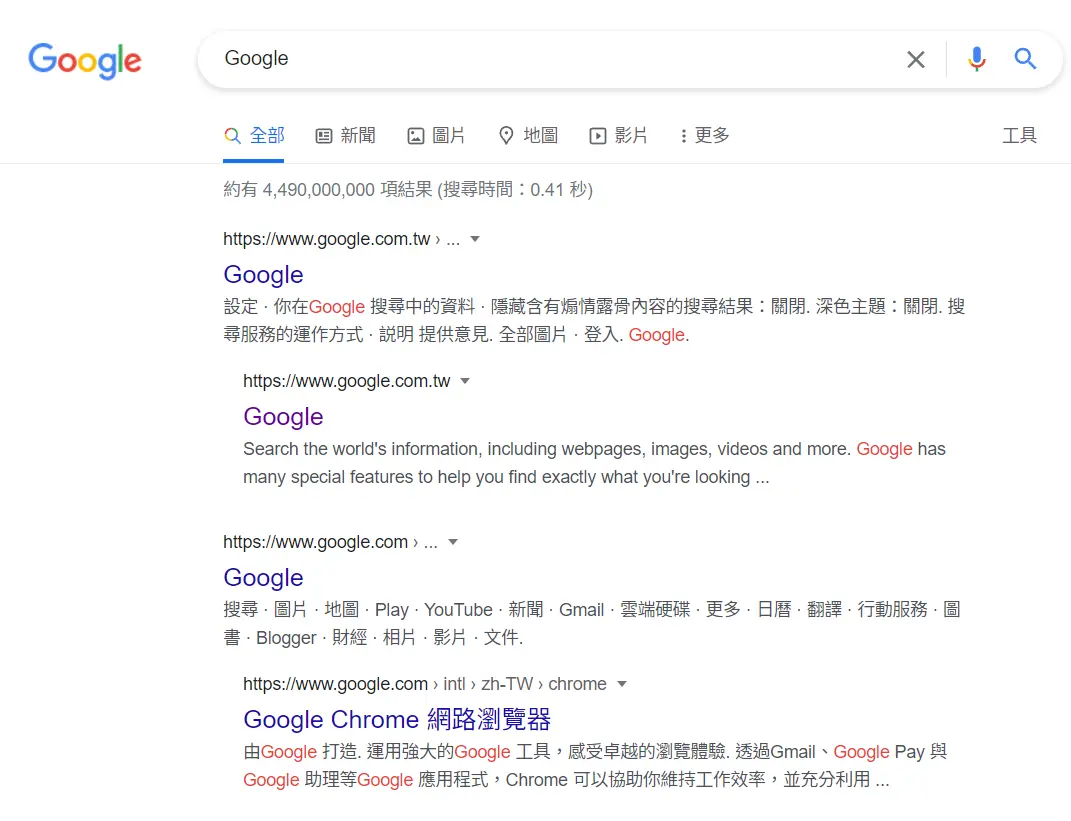 Google
Google
全部 新聞 圖片 地圖 影片 更多 工具
約有 4,490,000,000 項結果 (搜尋時間：0.41 秒)
https://www.google.com.tw › ...
Google
設定 · 你在Google 搜尋中的資料 · 隱藏含有煽情露骨內容的搜尋結果：關閉. 深色主題：關閉. 搜
尋服務的運作方式 · 説明 提供意見. 全部圖片 · 登入. Google.
https://www.google.com.tw
Google
Search the world's information, including webpages, images, videos and more. Google has
many special features to help you find exactly what you're looking ...
https://www.google.com › ...
Google
搜尋 · 圖片 · 地圖 · Play · YouTube · 新聞 · Gmail · 雲端硬碟 · 更多 · 日曆 · 翻譯 · 行動服務 · 圖
書 · Blogger · 財經 · 相片 · 影片 · 文件.
https://www.google.com › intl › zh-TW › chrome
Google Chrome 網路瀏覽器
由Google 打造. 運用強大的Google 工具，感受卓越的瀏覽體驗. 透過Gmail、Google Pay 與
Google 助理等Google 應用程式，Chrome 可以協助你維持工作效率，並充分利用 ...